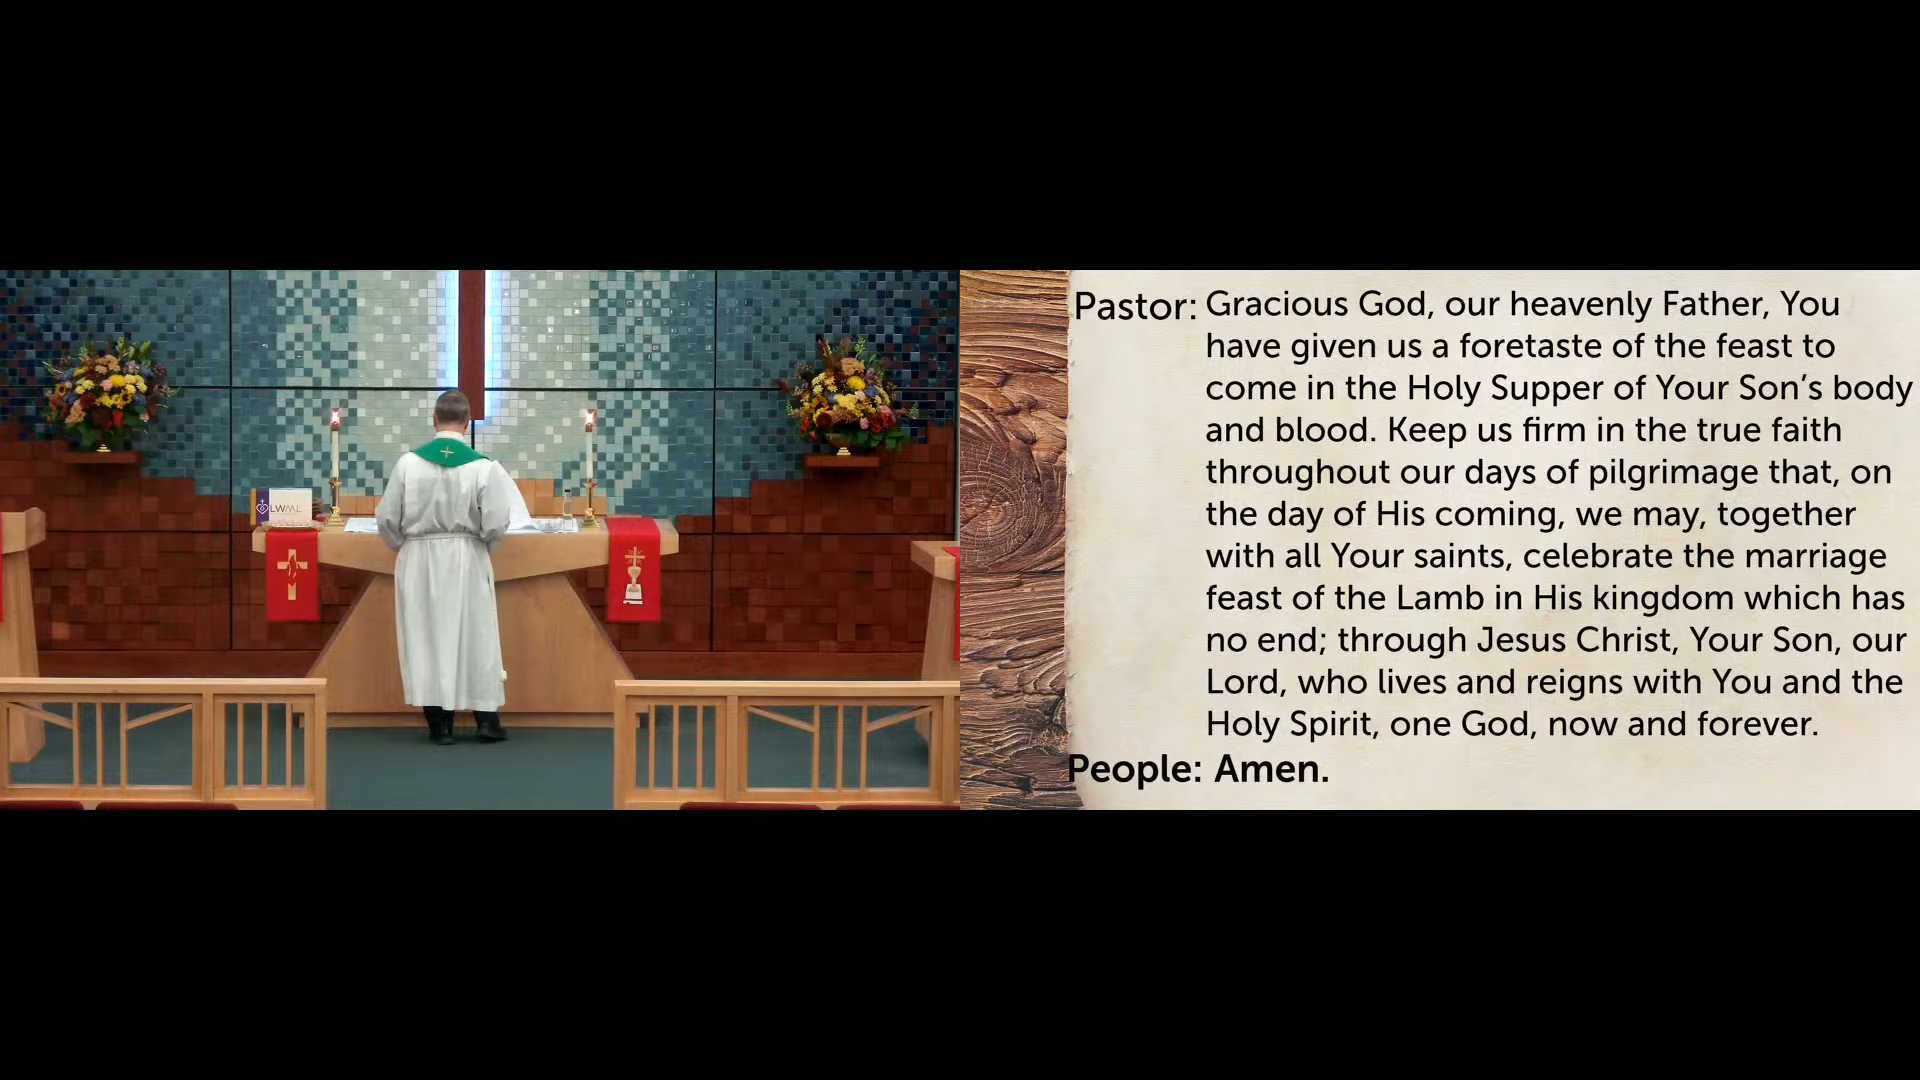 LWML
Pastor: Gracious God, our heavenly Father, You
have given us a foretaste of the feast to
come in the Holy Supper of Your Son’s body
and blood. Keep us firm in the true faith
throughout our days of pilgrimage that, on
the day of His coming, we may, together
with all Your saints, celebrate the marriage
feast of the Lamb in His kingdom which has
no end; through Jesus Christ, Your Son, our
Lord, who lives and reigns with You and the
Holy Spirit, one God, now and forever.
People: Amen.